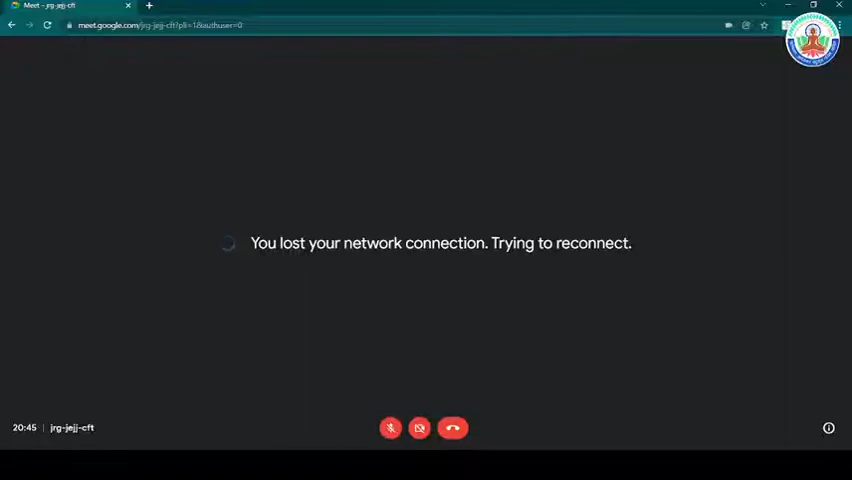 Meet - jrg-jejj-cft
meet.google.com/jrg-jejj-cft?pli=1&authuser=0
You lost your network connection. Trying to reconnect.
20:45 | jrg-jejj-cft